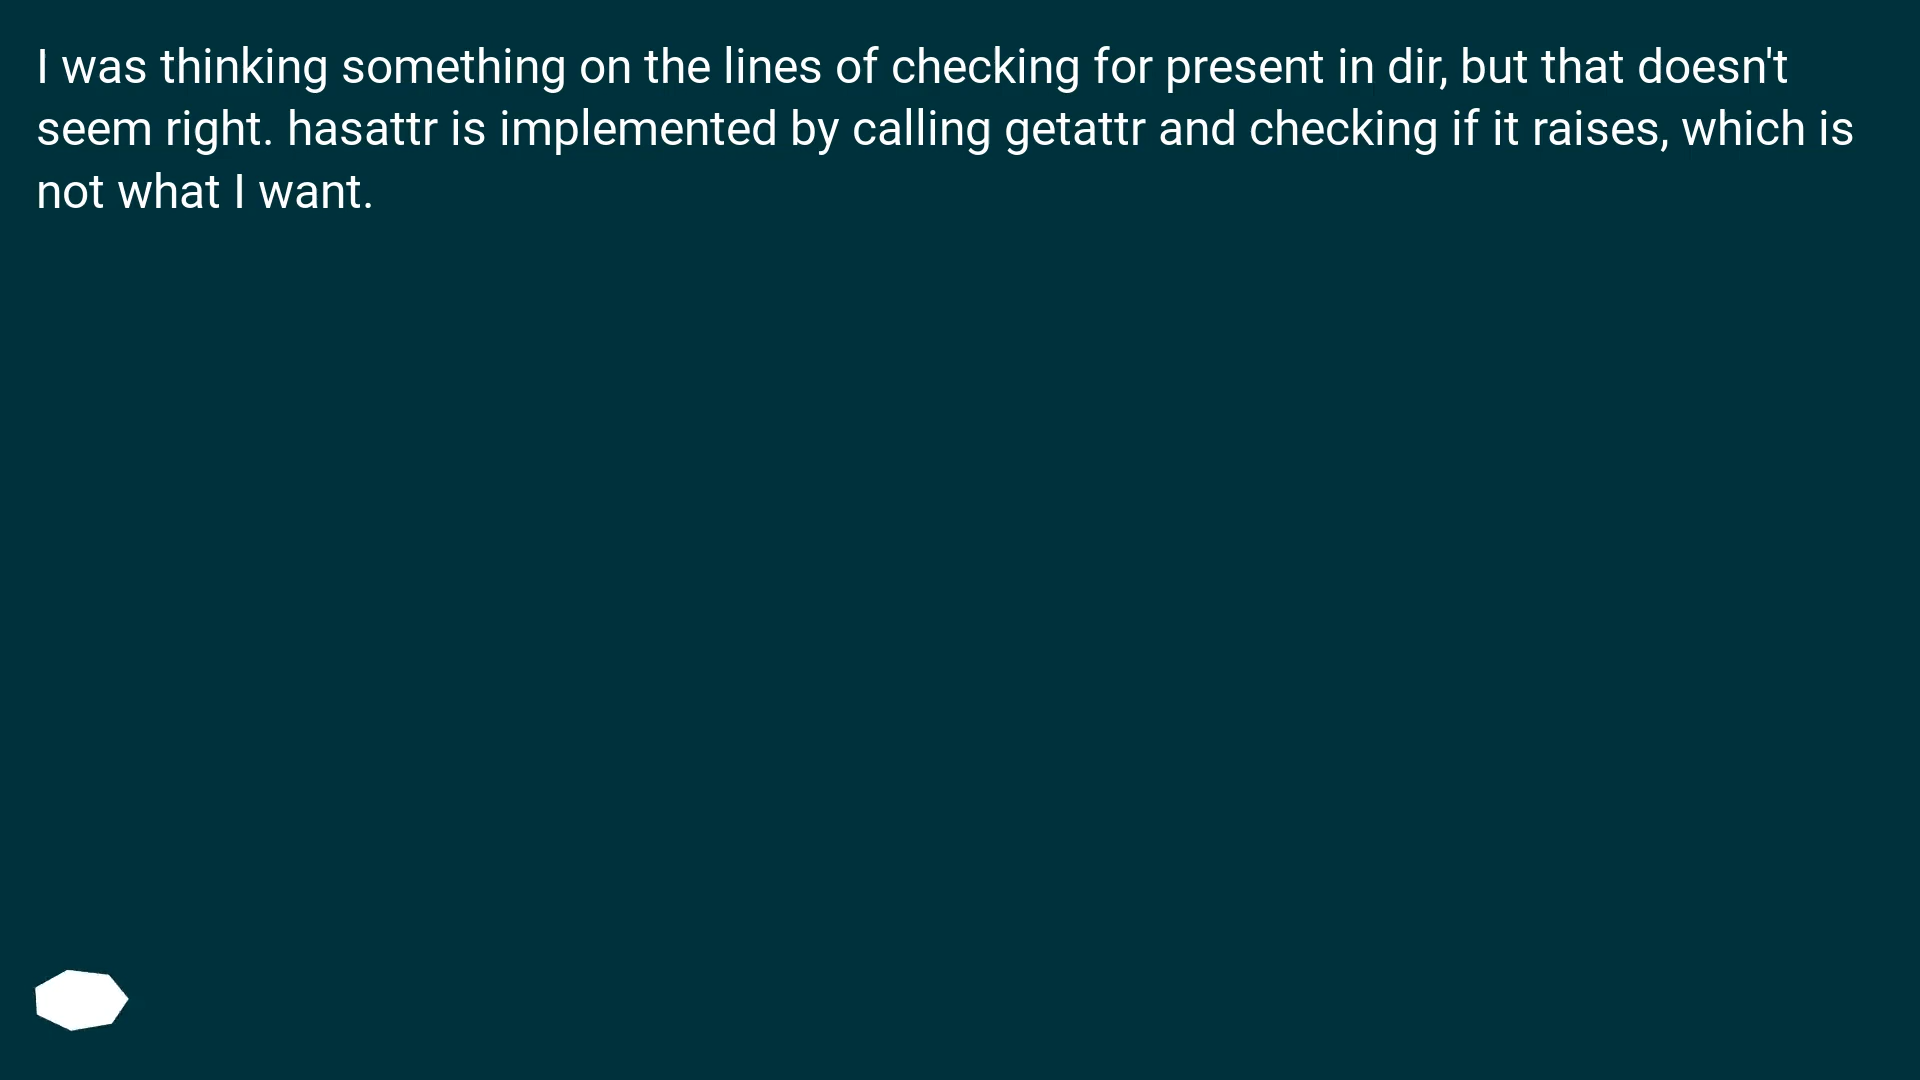 I was thinking something on the lines of checking for present in dir, but that doesn't
seem right. hasattr is implemented by calling getattr and checking if it raises, which is
not what I want.